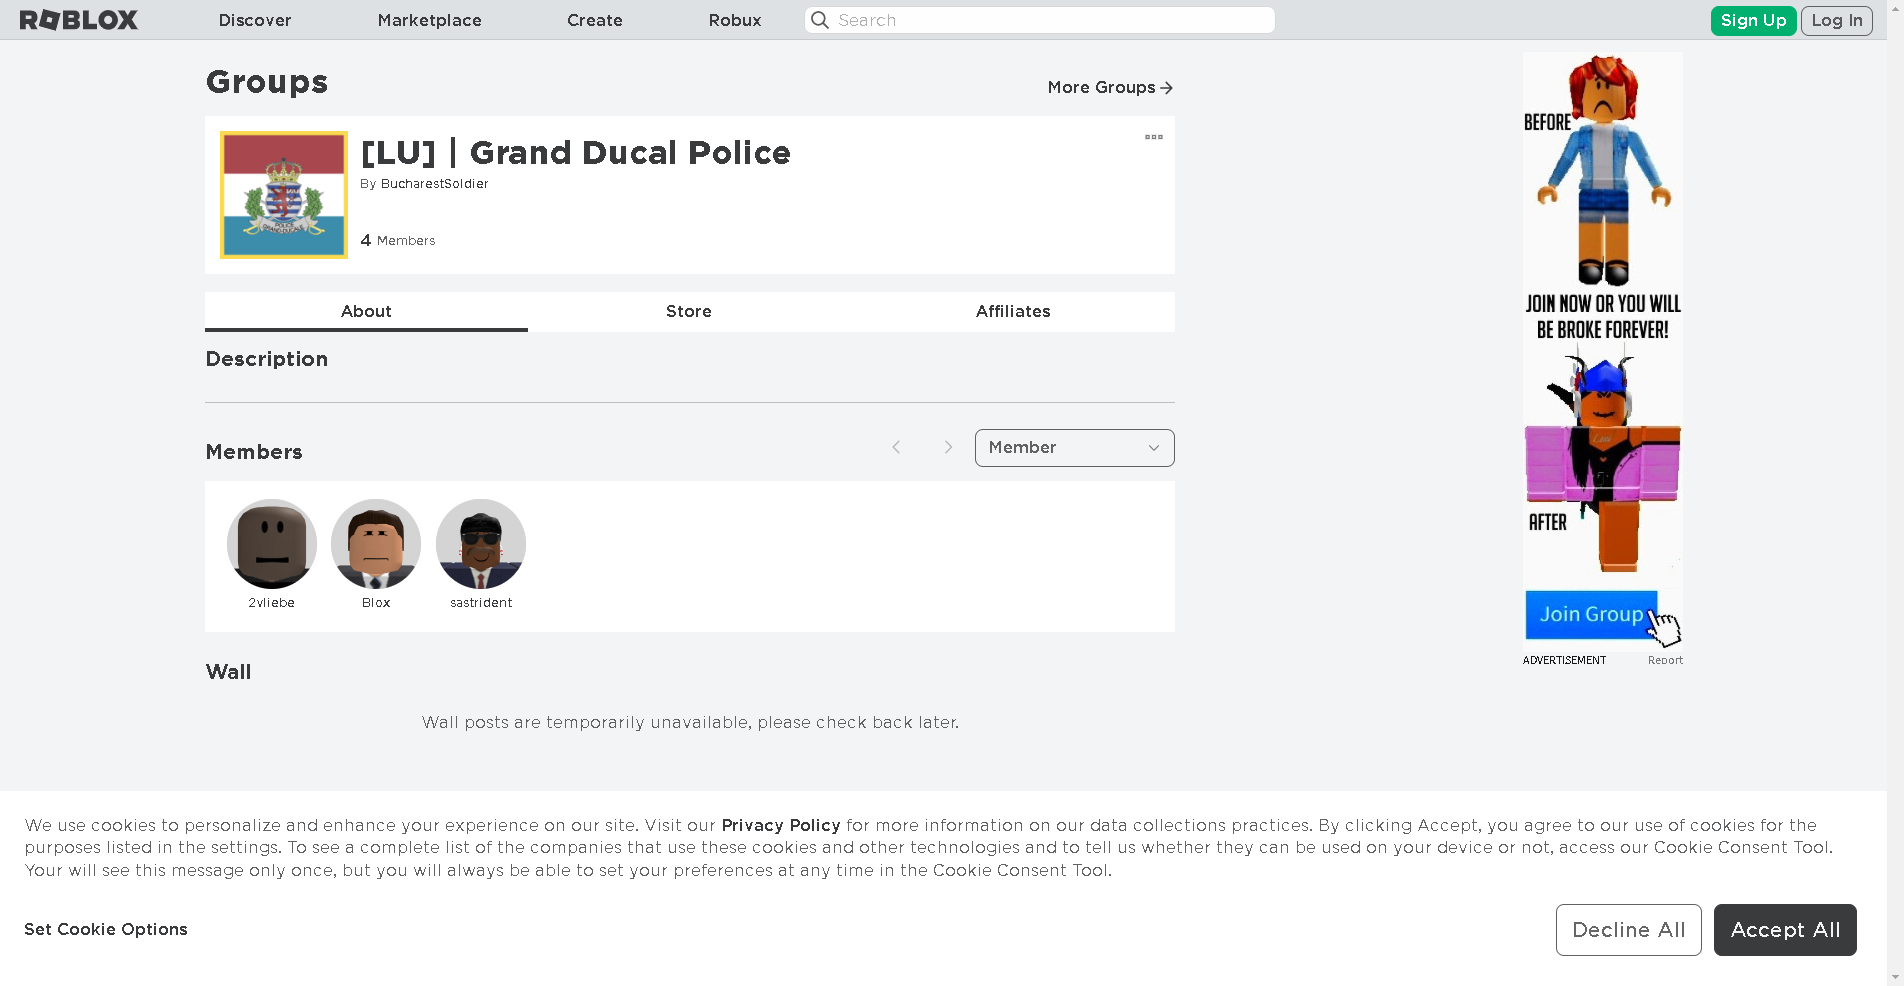 ROBLOX
Discover
Marketplace
Create
Robux
Search
Sign Up
Log In
Groups
More Groups
[LU] | Grand Ducal Police
By BucharestSoldier
4 Members
POLICE
GRAND-DUCALE
About
Store
Affiliates
Description
Members
Member
2vliebe
Blox
sastrident
Wall
Wall posts are temporarily unavailable, please check back later.
BEFORE
JOIN NOW OR YOU WILL
BE BROKE FOREVER!
AFTER
Join Group
ADVERTISEMENT
Report
We use cookies to personalize and enhance your experience on our site. Visit our Privacy Policy for more information on our data collections practices. By clicking Accept, you agree to our use of cookies for the
purposes listed in the settings. To see a complete list of the companies that use these cookies and other technologies and to tell us whether they can be used on your device or not, access our Cookie Consent Tool.
Your will see this message only once, but you will always be able to set your preferences at any time in the Cookie Consent Tool.
Set Cookie Options
Decline All
Accept All